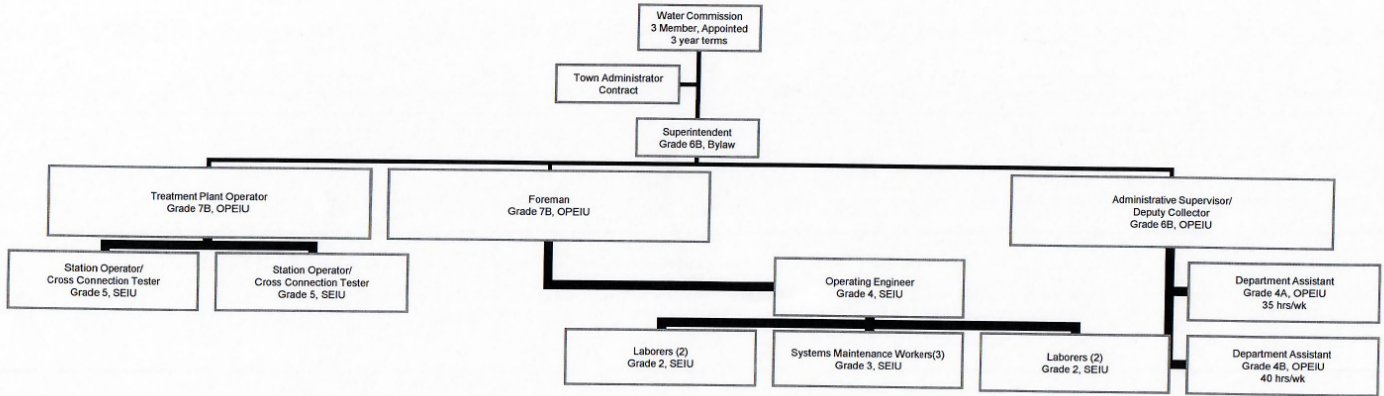 Water Commission
3 Member, Appointed
3 year terms
Town Administrator
Contract
Superintendent
Grade 6B, Bylaw
Treatment Plant Operator
Grade 7B, OPEIU
Foreman
Grade 7B, OPEIU
Administrative Supervisor/
Deputy Collector
Grade 6B, OPEIU
Station Operator/
Cross Connection Tester
Grade 5, SEIU
Station Operator/
Cross Connection Tester
Grade 5, SEIU
Operating Engineer
Grade 4, SEIU
Department Assistant
Grade 4A, OPEIU
35 hrs/wk
Laborers (2)
Grade 2, SEIU
Systems Maintenance Workers(3)
Grade 3, SEIU
Laborers (2)
Grade 2, SEIU
Department Assistant
Grade 4B, OPEIU
40 hrs/wk